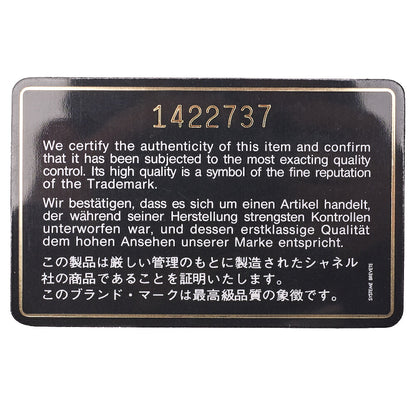 1422737
We certify the authenticity of this item and confirm
that it has been subjected to the most exacting quality
control. Its high quality is a symbol of the fine reputation
of the Trademark.
Wir bestätigen, dass es sich um einen Artikel handelt,
der während seiner Herstellung strengsten Kontrollen
unterworfen war, und dessen erstklassige Qualität
dem hohen Ansehen unserer Marke entspricht.
この製品は厳しい管理のもとに製造されたシャネル
社の商品であることを証明いたします。
このブランド・マークは最高級品質の象徴です。
SYSTEME BREVETE